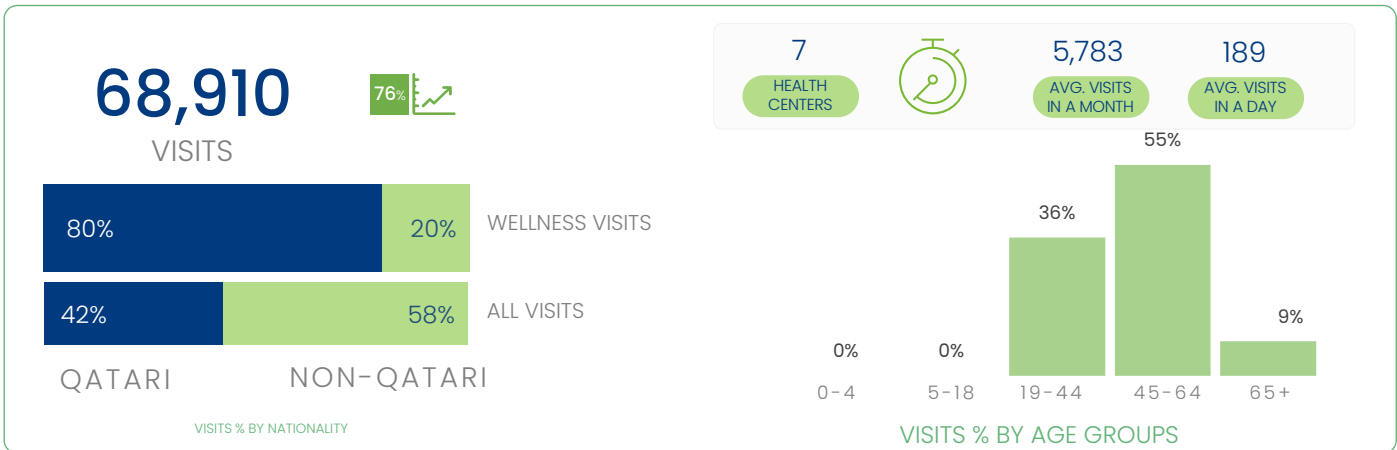 68,910
VISITS
76%
80%
20%
WELLNESS VISITS
42%
58%
ALL VISITS
QATARI
NON-QATARI
VISITS % BY NATIONALITY
7
HEALTH
CENTERS
5,783
AVG. VISITS
IN A MONTH
189
AVG. VISITS
IN A DAY
0%
0%
36%
55%
9%
0-4
5-18
19-44
45-64
65+
VISITS % BY AGE GROUPS